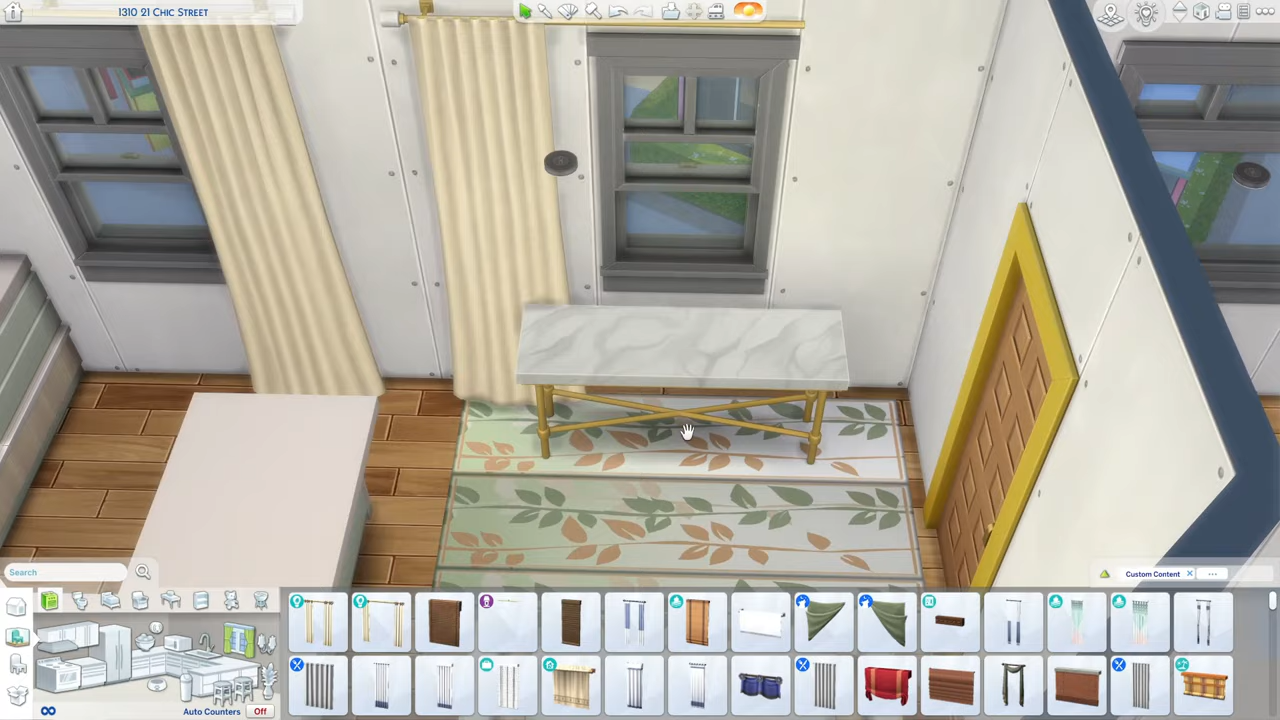 1310 21 CHIC STREET
Search
Custom Content
Auto Counters
Off